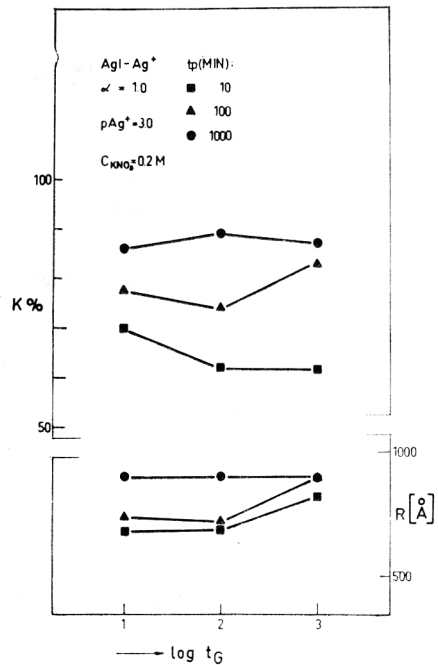 AgI-Ag⁺ tp(MIN):
α = 1.0 ■ 10
▲ 100
pAg⁺=3.0
● 1000
C_KNO₃=0.2M
100
K%
50
1000
R[Å]
500
1 2 3
⟶ log t_G